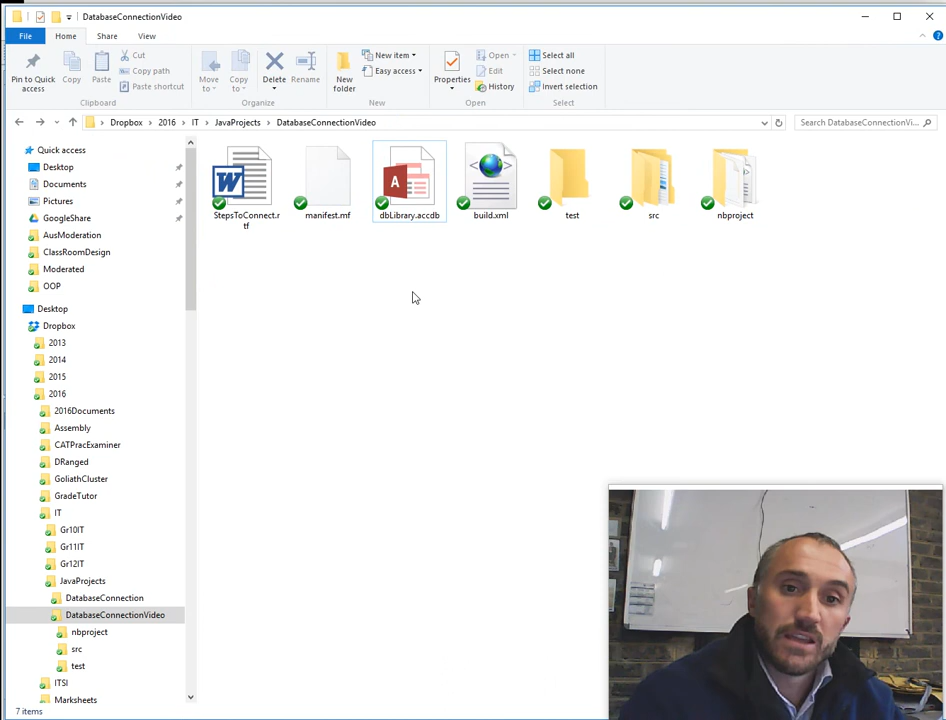 DatabaseConnectionVideo
File
Home
Share
View
Pin to Quick access
Copy
Paste
Cut
Copy path
Paste shortcut
Clipboard
Move to
Copy to
Delete
Rename
Organize
New folder
New item
Easy access
New
Properties
Open
Edit
History
Open
Select all
Select none
Invert selection
Select
Dropbox > 2016 > IT > JavaProjects > DatabaseConnectionVideo
Search DatabaseConnectionVi...
Quick access
Desktop
Documents
Pictures
GoogleShare
AusModeration
ClassRoomDesign
Moderated
OOP
Desktop
Dropbox
2013
2014
2015
2016
2016Documents
Assembly
CATPracExaminer
DRanged
GoliathCluster
GradeTutor
IT
Gr10IT
Gr11IT
Gr12IT
JavaProjects
DatabaseConnection
DatabaseConnectionVideo
nbproject
src
test
ITSI
Marksheets
W
A
StepsToConnect.r
tf
manifest.mf
dbLibrary.accdb
build.xml
test
src
nbproject
7 items